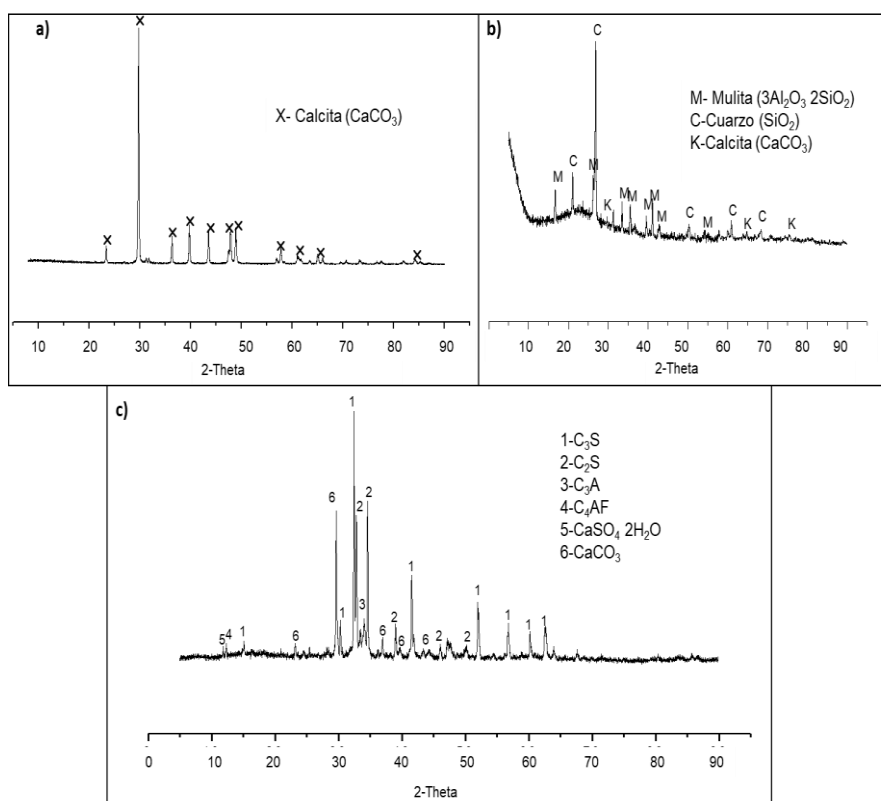 a)
X
X- Calcita (CaCO₃)
X X X X X X X X X X X
10 20 30 40 50 60 70 80 90
2-Theta
b)
C
M- Mulita (3Al₂O₃ 2SiO₂)
C-Cuarzo (SiO₂)
K-Calcita (CaCO₃)
M C M M K M M M M M C M C K C K
0 10 20 30 40 50 60 70 80 90
2-Theta
c)
1
1-C₃S
2-C₂S
3-C₃A
4-C₄AF
5-CaSO₄ 2H₂O
6-CaCO₃
5 4 1 6 6 1 2 3 2 6 2 6 1 6 2 2 1 1 1 1
0 10 20 30 40 50 60 70 80 90
2-Theta